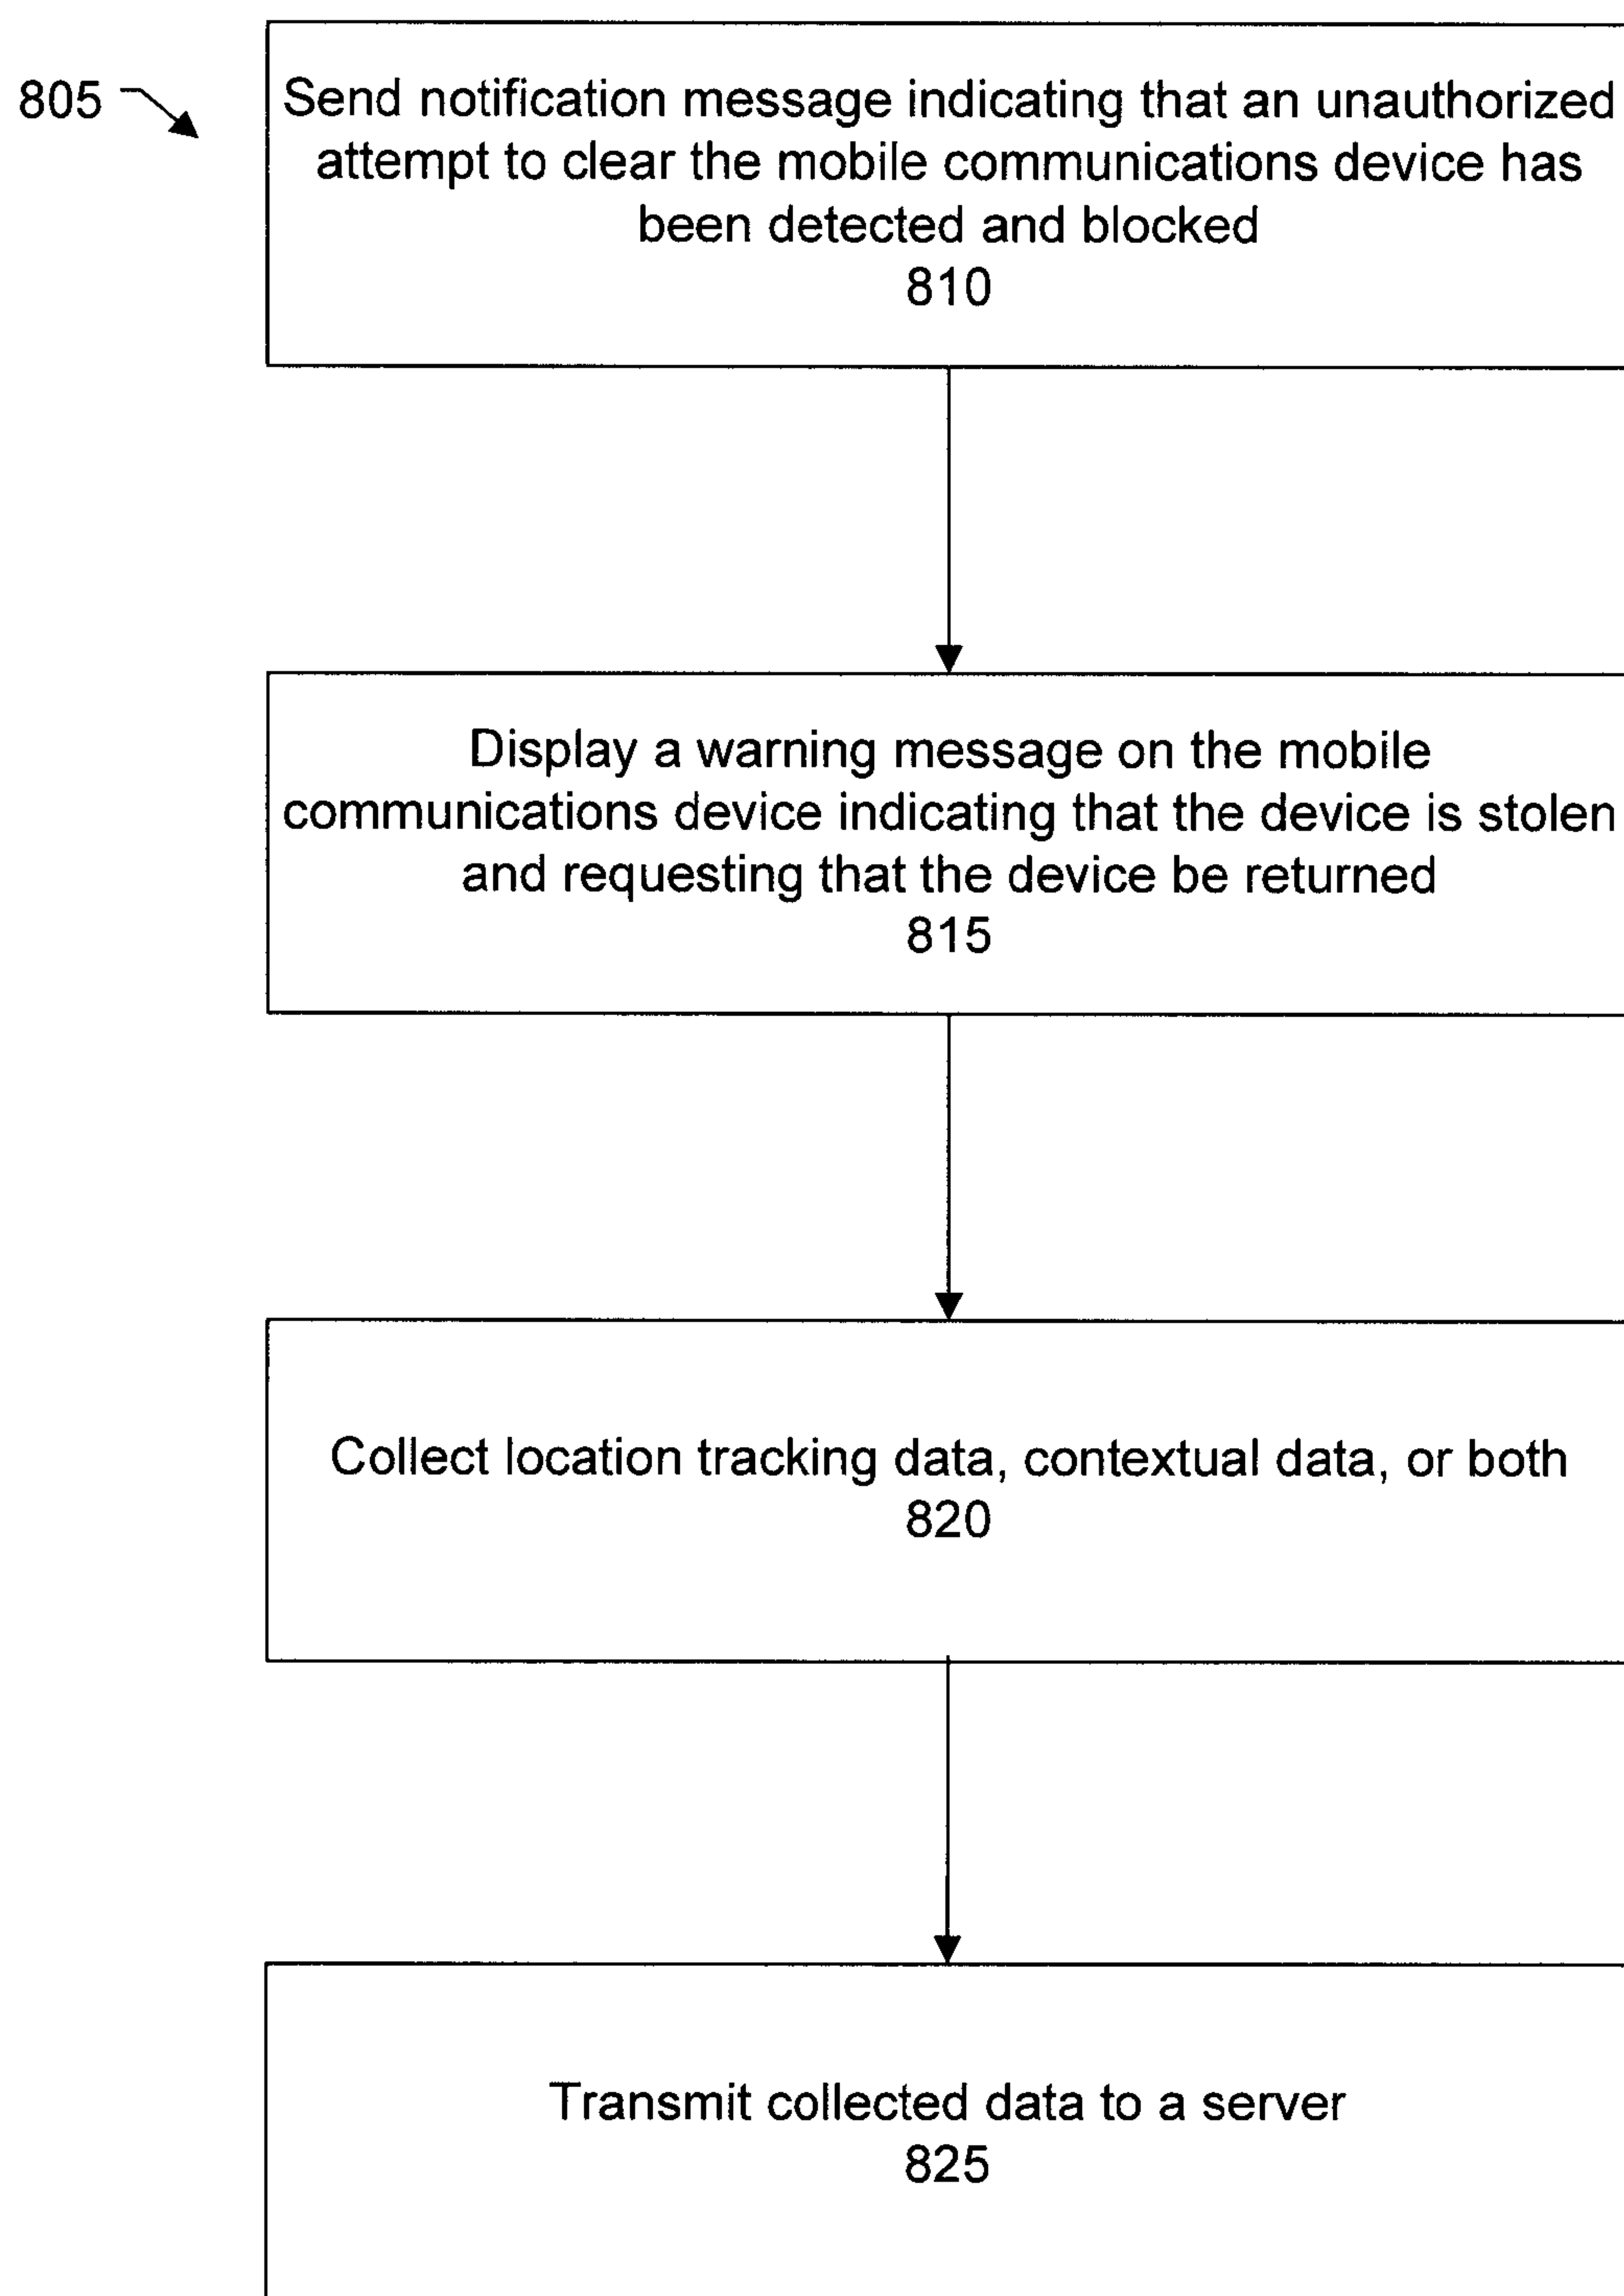 805
Send notification message indicating that an unauthorized
attempt to clear the mobile communications device has
been detected and blocked
810
Display a warning message on the mobile
communications device indicating that the device is stolen
and requesting that the device be returned
815
Collect location tracking data, contextual data, or both
820
Transmit collected data to a server
825